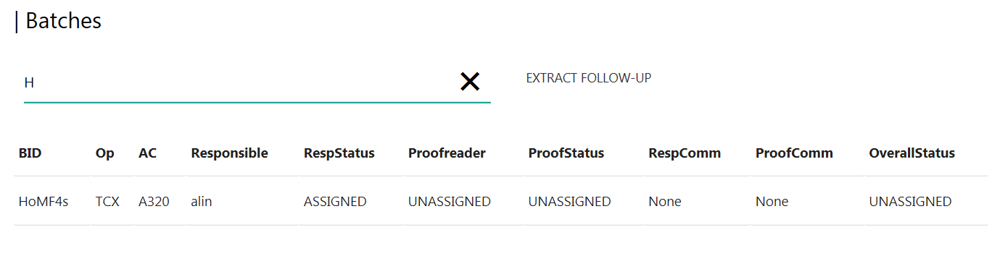 | Batches
H
EXTRACT FOLLOW-UP
BID Op AC Responsible RespStatus Proofreader ProofStatus RespComm ProofComm OverallStatus
HoMF4s TCX A320 alin ASSIGNED UNASSIGNED UNASSIGNED None None UNASSIGNED